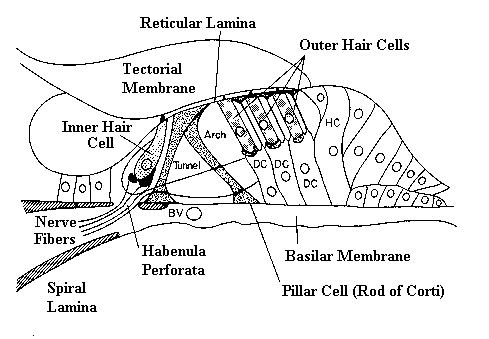 Reticular Lamina
Outer Hair Cells
Tectorial
Membrane
Inner Hair
Cell
Arch
HC
Tunnel
DC
DC
DC
BV
Nerve
Fibers
Habenula
Perforata
Basilar Membrane
Spiral
Lamina
Pillar Cell (Rod of Corti)